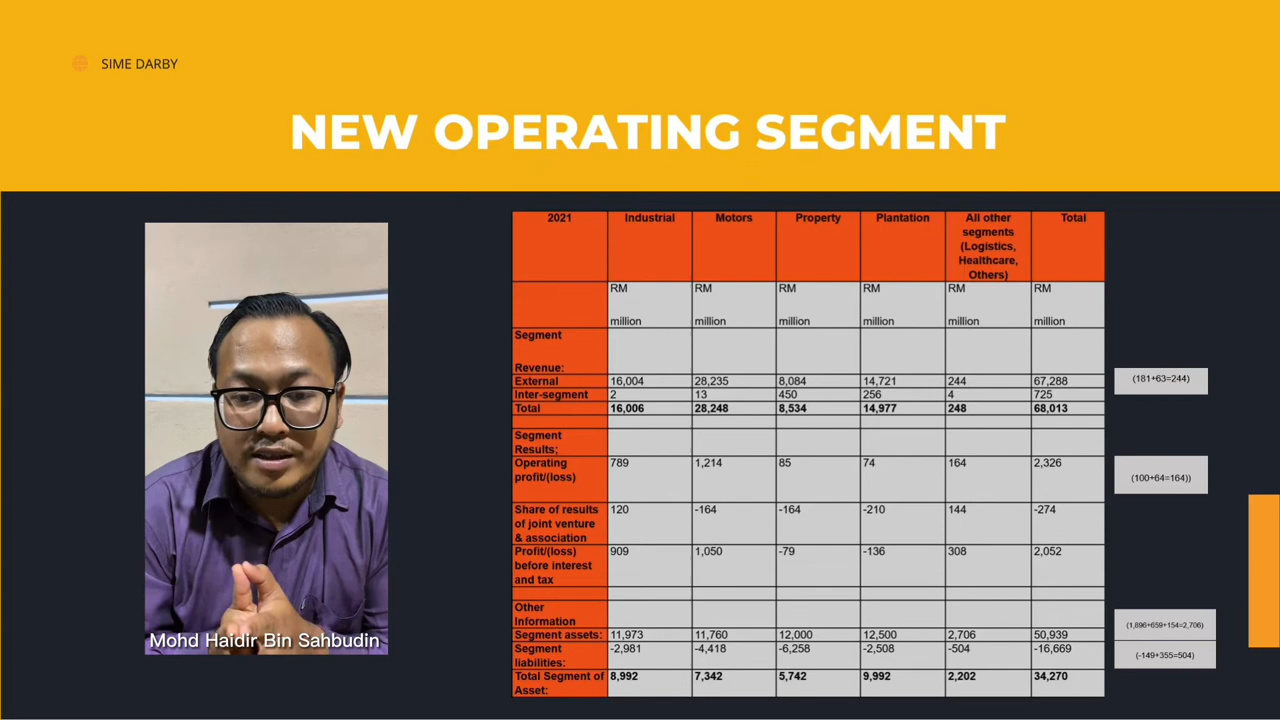 SIME DARBY
NEW OPERATING SEGMENT
2021 Industrial Motors Property Plantation All other Total
segments
(Logistics,
Healthcare,
Others)
RM RM RM RM RM RM
million million million million million million
Segment
Revenue:
External 16,004 28,235 8,084 14,721 244 67,288 (181+63=244)
Inter-segment 2 13 450 256 4 725
Total 16,006 28,248 8,534 14,977 248 68,013
Segment
Results;
Operating 789 1,214 85 74 164 2,326
profit/(loss) (100+64=164))
Share of results 120 -164 -164 -210 144 -274
of joint venture
& association
Profit/(loss) 909 1,050 -79 -136 308 2,052
before interest
and tax
Other
Information (1,896+659+154=2,706)
Segment assets: 11,973 11,760 12,000 12,500 2,706 50,939
Segment -2,981 -4,418 -6,258 -2,508 -504 -16,669
liabilities: (-149+355=504)
Total Segment of 8,992 7,342 5,742 9,992 2,202 34,270
Asset:
Mohd Haidir Bin Sahbudin